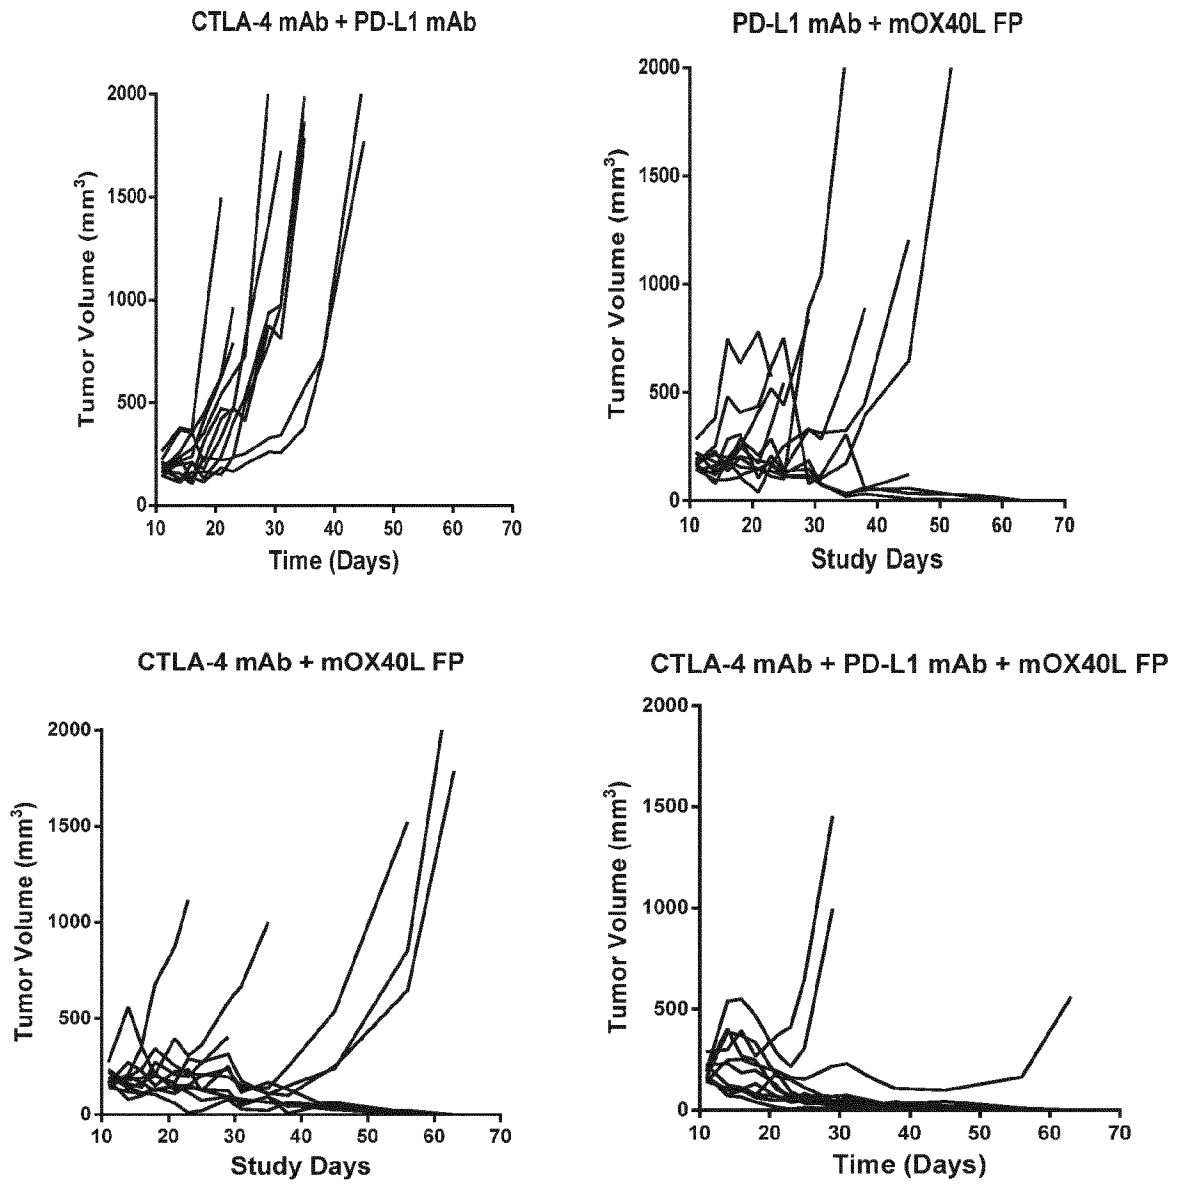 CTLA-4 mAb + PD-L1 mAb
2000
1500
1000
500
0
10 20 30 40 50 60 70
Tumor Volume (mm³)
Time (Days)
PD-L1 mAb + mOX40L FP
2000
1500
1000
500
0
10 20 30 40 50 60 70
Tumor Volume (mm³)
Study Days
CTLA-4 mAb + mOX40L FP
2000
1500
1000
500
0
10 20 30 40 50 60 70
Tumor Volume (mm³)
Study Days
CTLA-4 mAb + PD-L1 mAb + mOX40L FP
2000
1500
1000
500
0
10 20 30 40 50 60 70
Tumor Volume (mm³)
Time (Days)